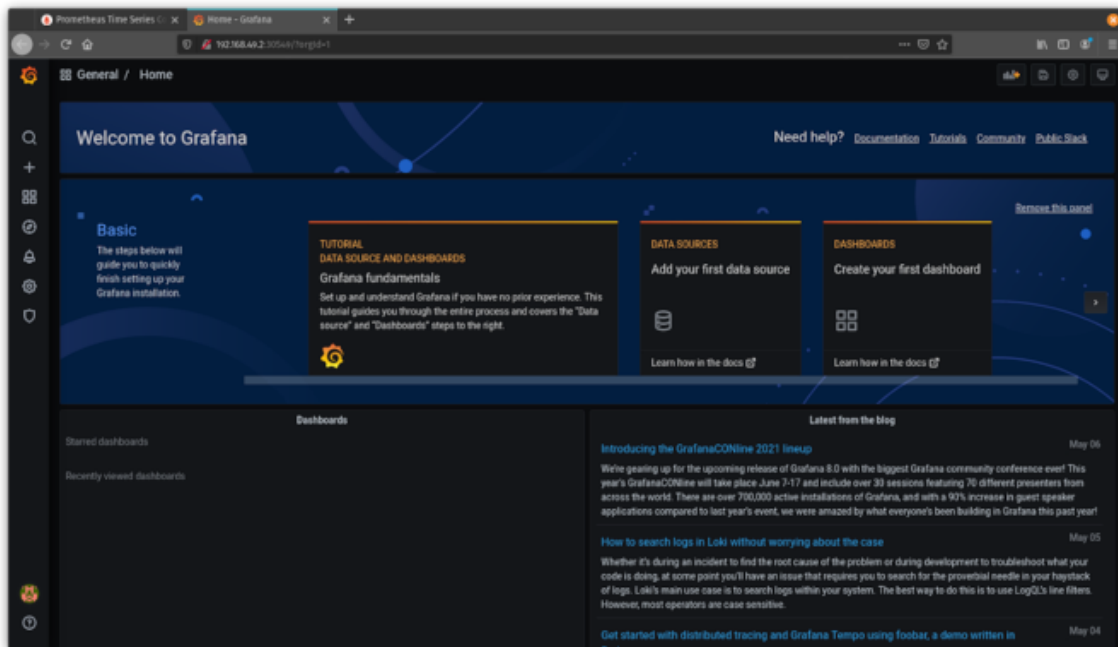 Prometheus Time Series
Home - Grafana
192.168.49.2:30549/?orgId=1
General / Home
Welcome to Grafana
Need help? Documentation Tutorials Community Public Slack
Remove this panel
Basic
The steps below will
guide you to quickly
finish setting up your
Grafana installation.
TUTORIAL
DATA SOURCE AND DASHBOARDS
Grafana fundamentals
Set up and understand Grafana if you have no prior experience. This
tutorial guides you through the entire process and covers the "Data
source" and "Dashboards" steps to the right.
DATA SOURCES
Add your first data source
Learn how in the docs
DASHBOARDS
Create your first dashboard
Learn how in the docs
Dashboards
Starred dashboards
Recently viewed dashboards
Latest from the blog
Introducing the GrafanaCONline 2021 lineup
May 06
We're gearing up for the upcoming release of Grafana 8.0 with the biggest Grafana community conference ever! This
year's GrafanaCONline will take place June 7-17 and include over 30 sessions featuring 70 different presenters from
across the world. There are over 700,000 active installations of Grafana, and with a 90% increase in guest speaker
applications compared to last year's event, we were amazed by what everyone's been building in Grafana this past year!
How to search logs in Loki without worrying about the case
May 05
Whether it's during an incident to find the root cause of the problem or during development to troubleshoot what your
code is doing, at some point you'll have an issue that requires you to search for the proverbial needle in your haystack
of logs. Loki's main use case is to search logs within your system. The best way to do this is to use LogQL's line filters.
However, most operators are case sensitive.
Get started with distributed tracing and Grafana Tempo using foobar, a demo written in
May 04